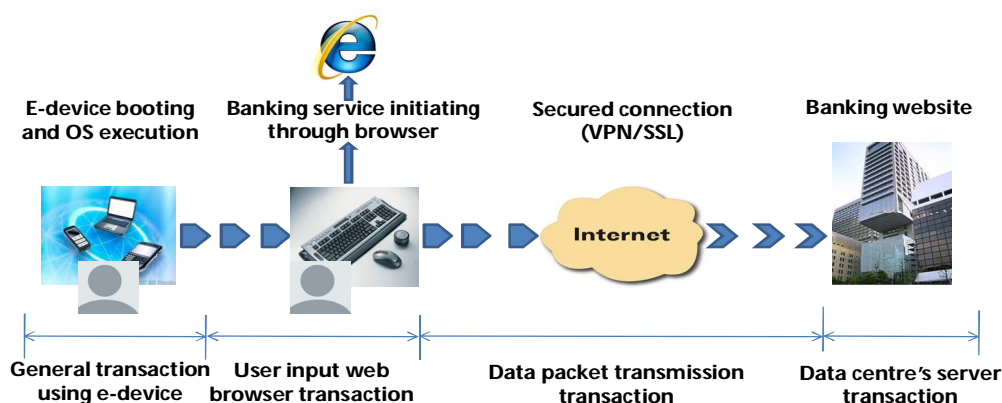 E-device booting
and OS execution
Banking service initiating
through browser
Secured connection
(VPN/SSL)
Banking website
Internet
General transaction
using e-device
User input web
browser transaction
Data packet transmission
transaction
Data centre's server
transaction